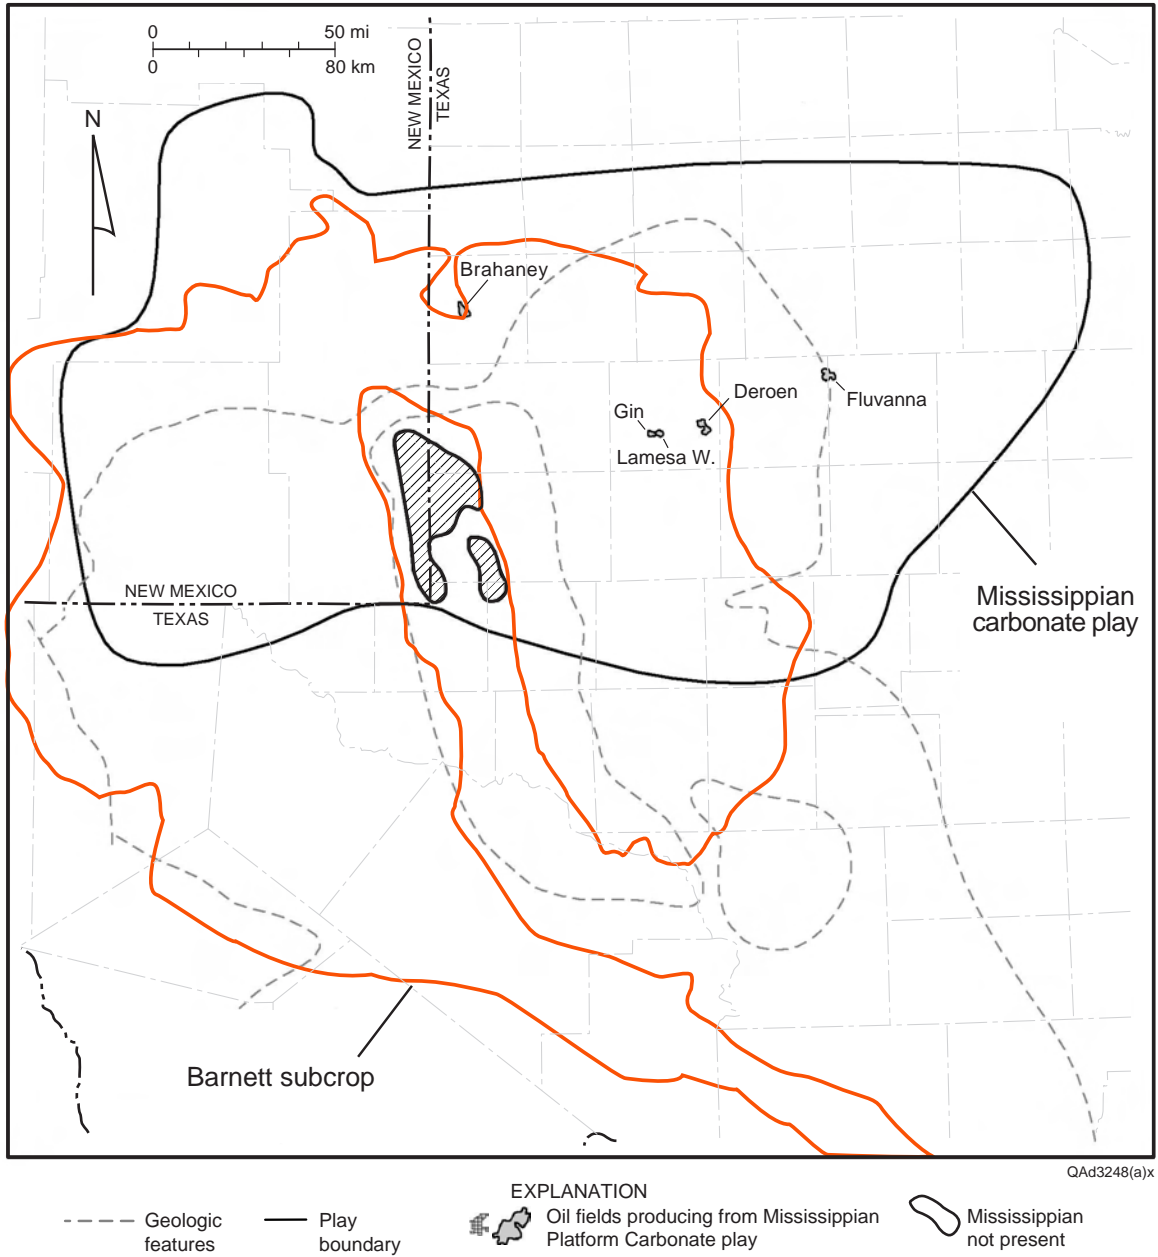 0 50 mi
0 80 km
NEW MEXICO
TEXAS
N
Brahaney
Deroen
Gin
Fluvanna
Lamesa W.
NEW MEXICO
TEXAS
Mississippian
carbonate play
Barnett subcrop
QAd3248(a)x
EXPLANATION
Geologic
features
Play
boundary
Oil fields producing from Mississippian
Platform Carbonate play
Mississippian
not present